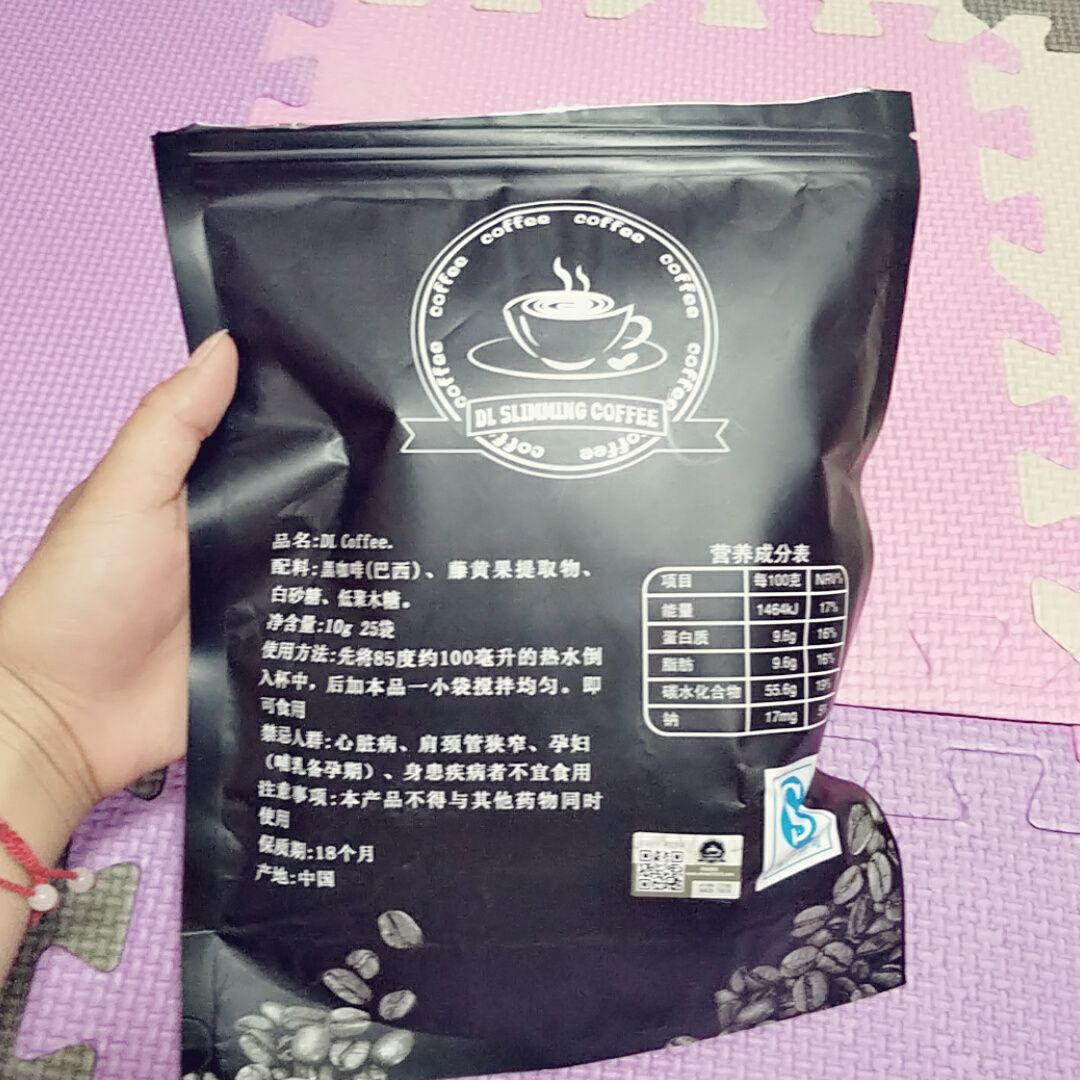 coffee coffee coffee coffee coffee coffee coffee coffee coffee coffee
DL SLIMMING COFFEE
品名:DL Coffee.
配料:黑咖啡(巴西)、藤黄果提取物、
白砂糖、低聚木糖。
净含量:10g 25袋
使用方法:先将85度约100毫升的热水倒
入杯中，后加本品一小袋搅拌均匀。即
可食用
禁忌人群:心脏病、肩颈管狭窄、孕妇
（哺乳备孕期）、身患疾病者不宜食用
注意事项:本产品不得与其他药物同时
使用
保质期:18个月
产地:中国
营养成分表
项目 每100克 NRV%
能量 1464kJ 17%
蛋白质 9.6g 16%
脂肪 9.6g 16%
碳水化合物 55.6g 19%
钠 17mg